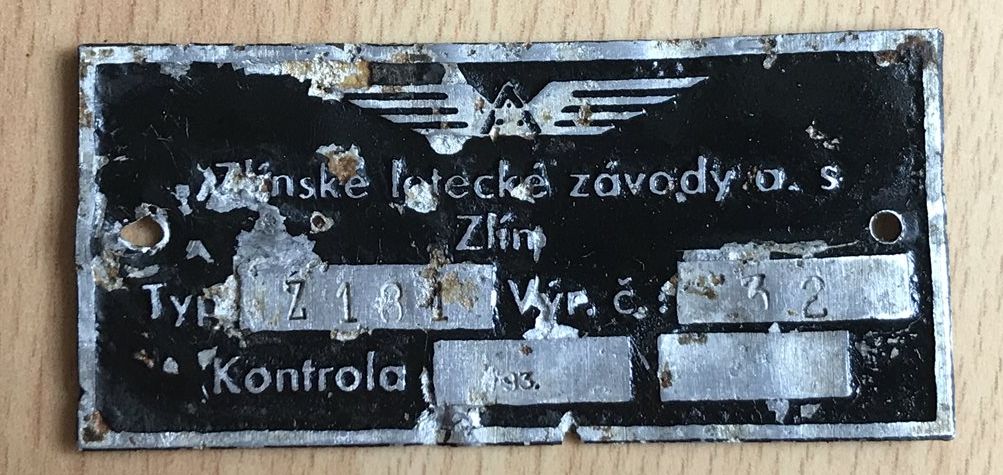 Zlínské letecké závody a. s
Zlín
Typ Z 181 Výr. č. 32
Kontrola 93.